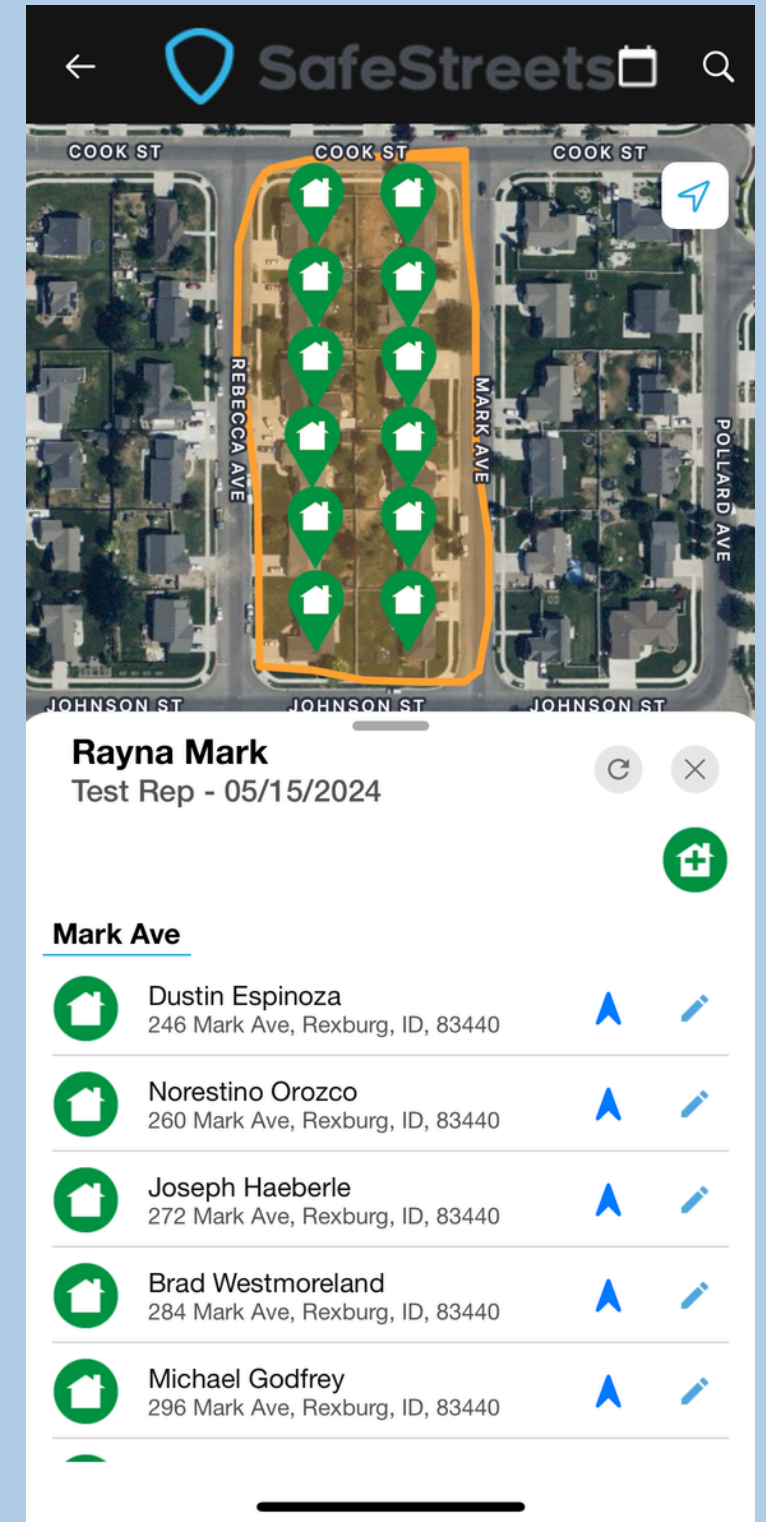 SafeStreets
COOK ST
COOK ST
COOK ST
REBECCA AVE
MARK AVE
POLLARD AVE
JOHNSON ST
JOHNSON ST
JOHNSON ST
Rayna Mark
Test Rep - 05/15/2024
Mark Ave
Dustin Espinoza
246 Mark Ave, Rexburg, ID, 83440
Norestino Orozco
260 Mark Ave, Rexburg, ID, 83440
Joseph Haeberle
272 Mark Ave, Rexburg, ID, 83440
Brad Westmoreland
284 Mark Ave, Rexburg, ID, 83440
Michael Godfrey
296 Mark Ave, Rexburg, ID, 83440